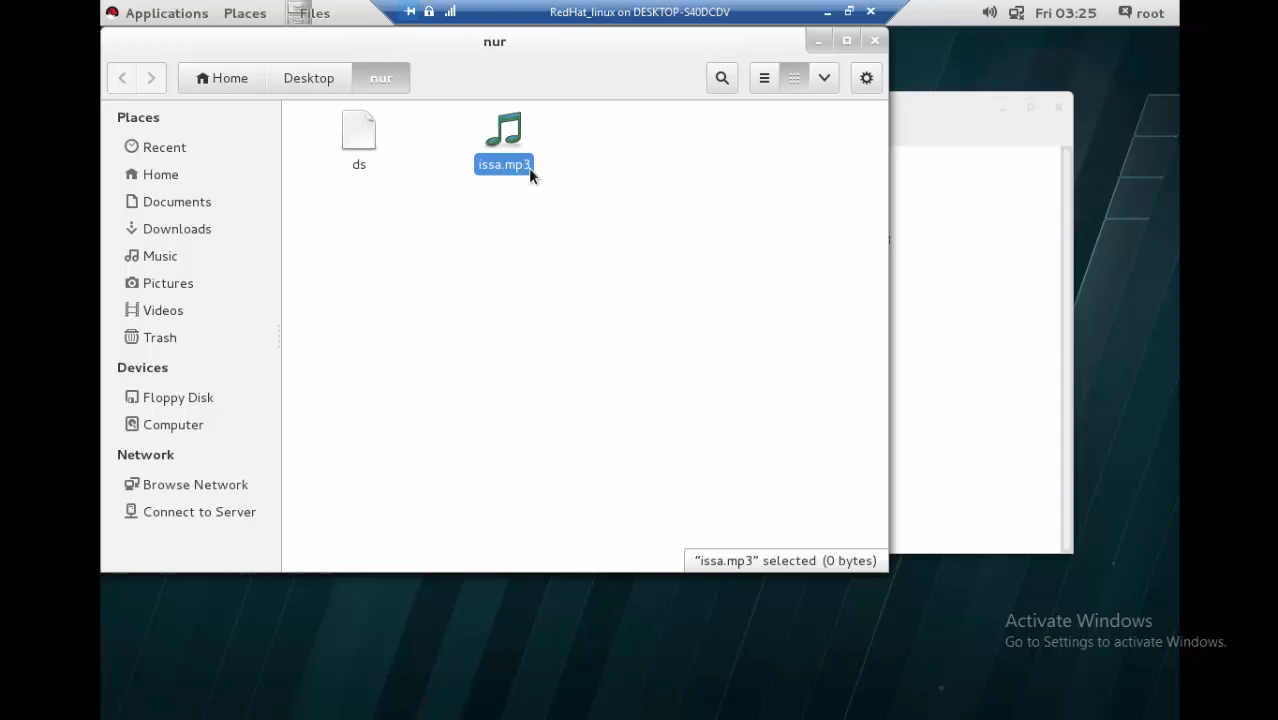 Applications Places Files RedHat_linux on DESKTOP-S40DCDV Fri 03:25 root
nur
Home Desktop nur
Places
Recent
Home
Documents
Downloads
Music
Pictures
Videos
Trash
Devices
Floppy Disk
Computer
Network
Browse Network
Connect to Server
ds issa.mp3
"issa.mp3" selected (0 bytes)
Activate Windows
Go to Settings to activate Windows.